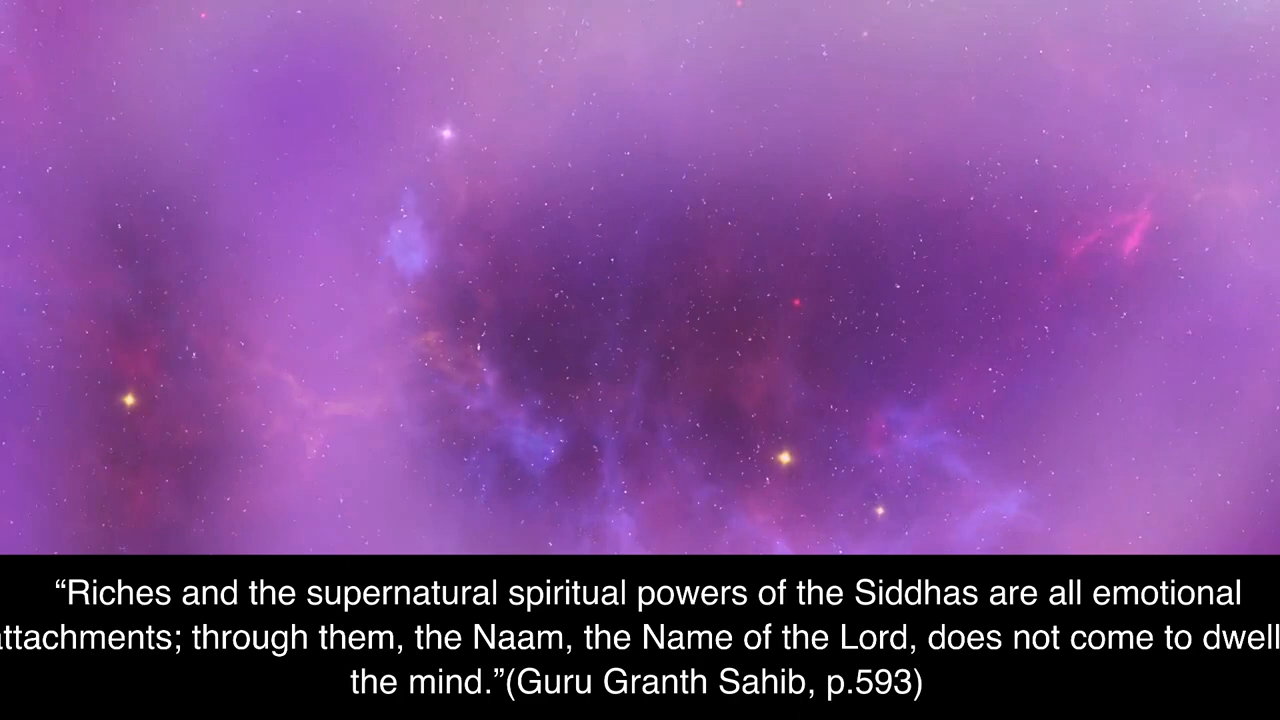 “Riches and the supernatural spiritual powers of the Siddhas are all emotional
attachments; through them, the Naam, the Name of the Lord, does not come to dwell
the mind.”(Guru Granth Sahib, p.593)